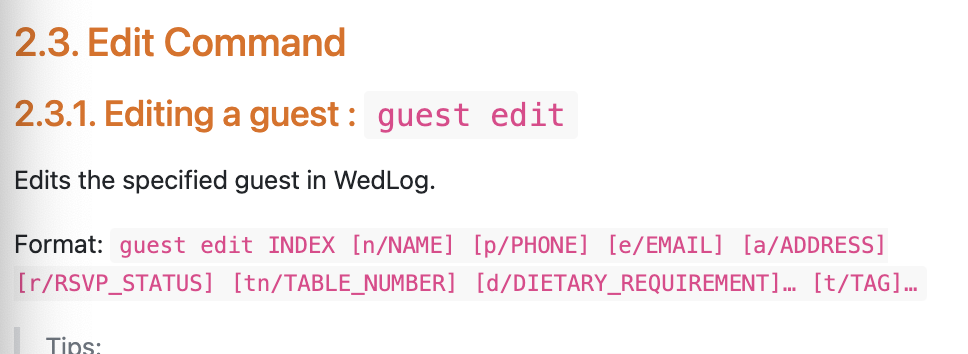 2.3. Edit Command
2.3.1. Editing a guest : guest edit
Edits the specified guest in WedLog.
Format: guest edit INDEX [n/NAME] [p/PHONE] [e/EMAIL] [a/ADDRESS]
[r/RSVP_STATUS] [tn/TABLE_NUMBER] [d/DIETARY_REQUIREMENT]… [t/TAG]…
Tips: